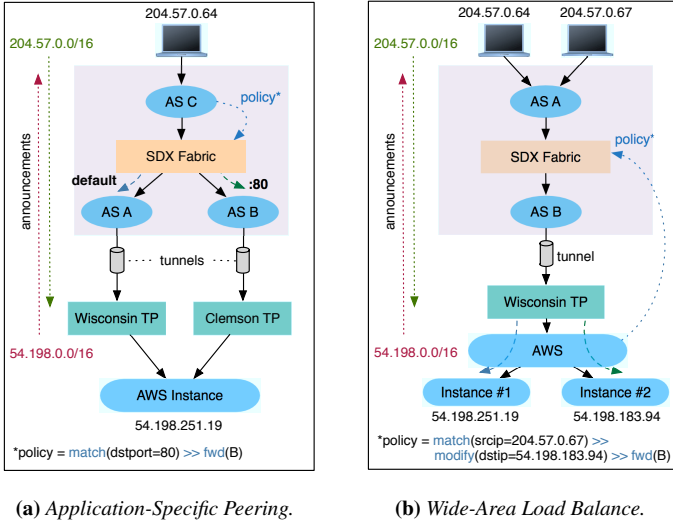 204.57.0.64
204.57.0.0/16
announcements
AS C
policy*
SDX Fabric
default
:80
AS A
AS B
tunnels
Wisconsin TP
Clemson TP
54.198.0.0/16
AWS Instance
54.198.251.19
*policy = match(dstport=80) >> fwd(B)
(a) Application-Specific Peering.
204.57.0.64
204.57.0.67
204.57.0.0/16
announcements
AS A
policy*
SDX Fabric
AS B
tunnel
Wisconsin TP
54.198.0.0/16
AWS
Instance #1
Instance #2
54.198.251.19
54.198.183.94
*policy = match(srcip=204.57.0.67) >>
modify(dstip=54.198.183.94) >> fwd(B)
(b) Wide-Area Load Balance.